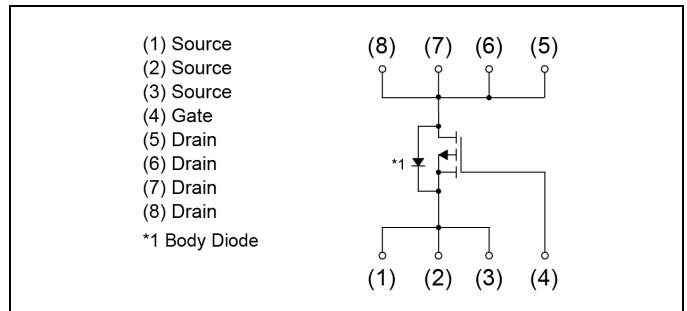 (1) Source
(2) Source
(3) Source
(4) Gate
(5) Drain
(6) Drain
(7) Drain
(8) Drain
*1 Body Diode
(8) (7) (6) (5)
*1
(1) (2) (3) (4)